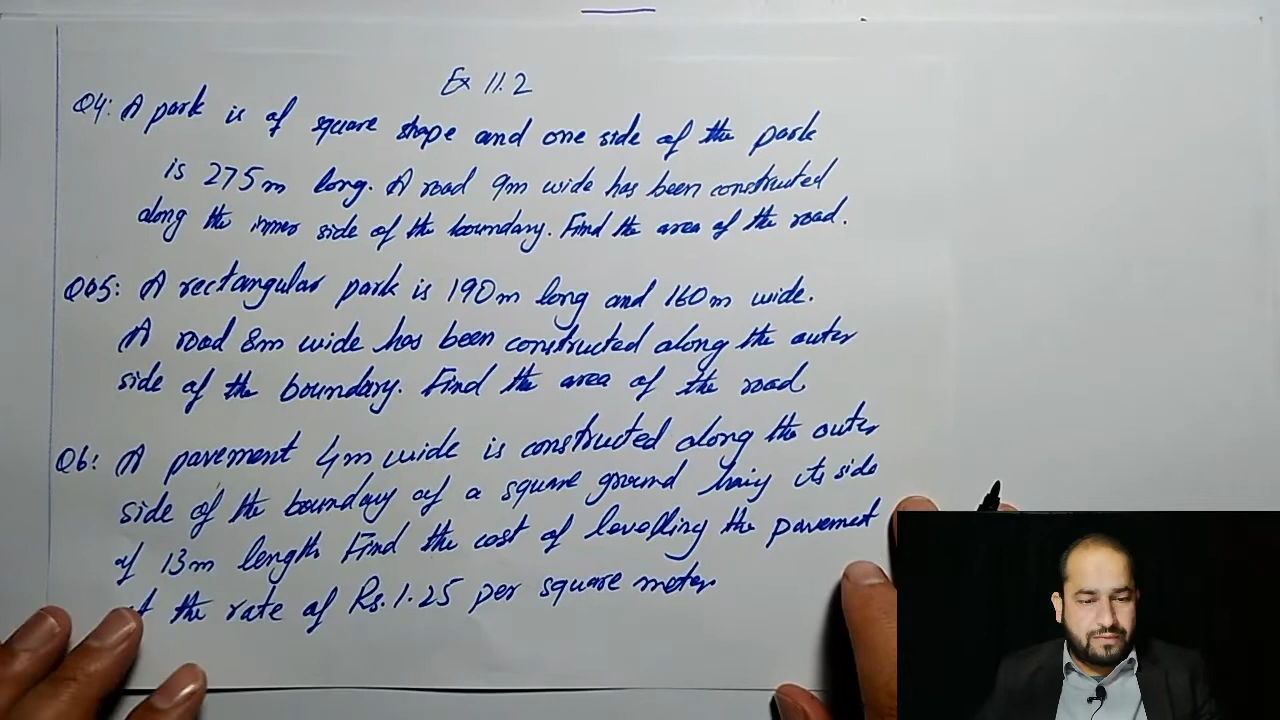 Ex 11.2
Q4: A park is of square shape and one side of the park
is 275m long. A road 9m wide has been constructed
along the inner side of the boundary. Find the area of the road.
Q05: A rectangular park is 190m long and 160m wide.
A road 8m wide has been constructed along the outer
side of the boundary. Find the area of the road.
Q6: A pavement 4m wide is constructed along the outer
side of the boundary of a square ground having its side
of 13m length. Find the cost of levelling the pavement
at the rate of Rs.1.25 per square meter.